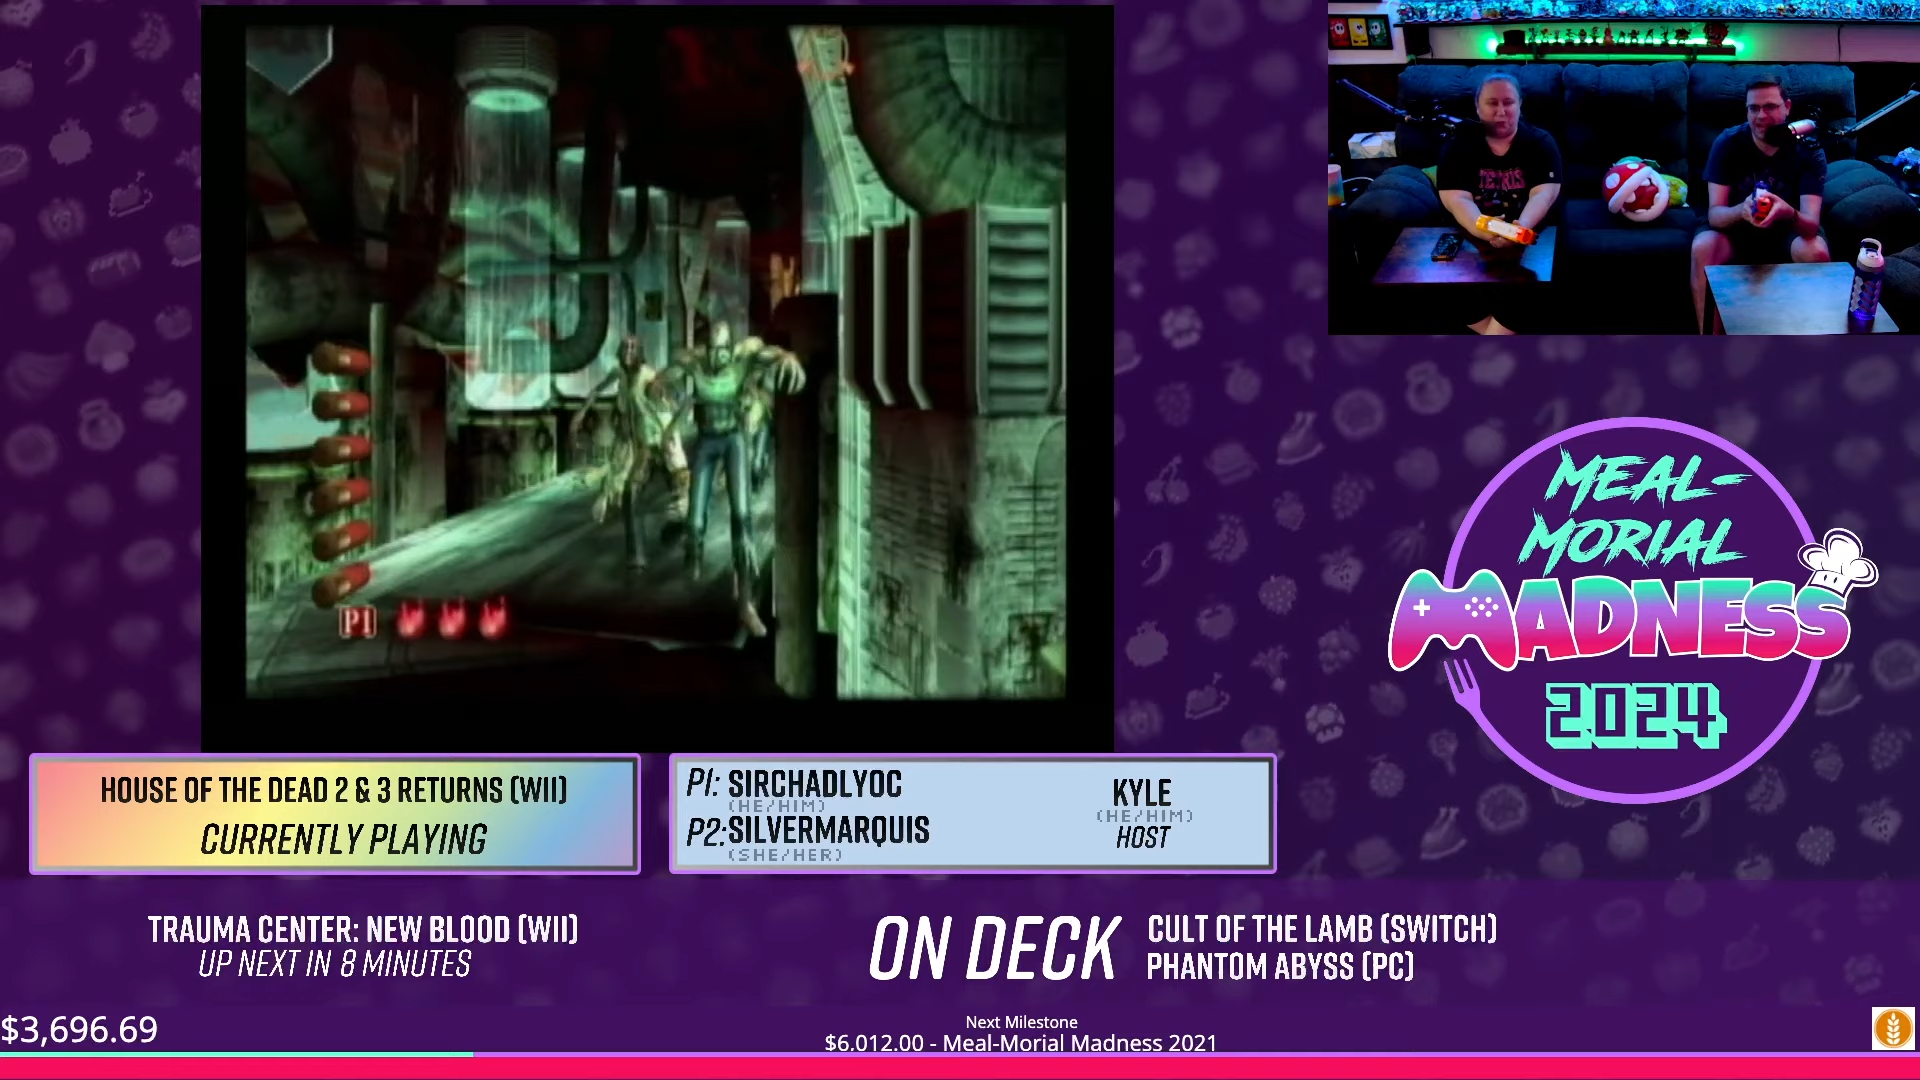 P1
TETRIS
MEAL-
MORIAL
MADNESS
2024
HOUSE OF THE DEAD 2 & 3 RETURNS (WII)
CURRENTLY PLAYING
P1: SIRCHADLYOC
(HE/HIM)
P2: SILVERMARQUIS
(SHE/HER)
KYLE
(HE/HIM)
HOST
TRAUMA CENTER: NEW BLOOD (WII)
UP NEXT IN 8 MINUTES
ON DECK
CULT OF THE LAMB (SWITCH)
PHANTOM ABYSS (PC)
$3,696.69
Next Milestone
$6,012.00 - Meal-Morial Madness 2021